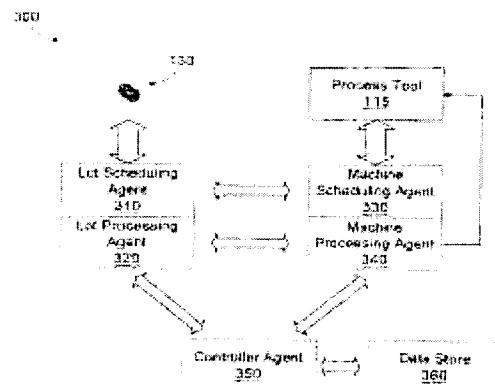 300
130
Process Tool
115
Lot Scheduling
Agent
310
Machine
Scheduling Agent
330
Lot Processing
Agent
320
Machine
Processing Agent
340
Controller Agent
350
Data Store
360